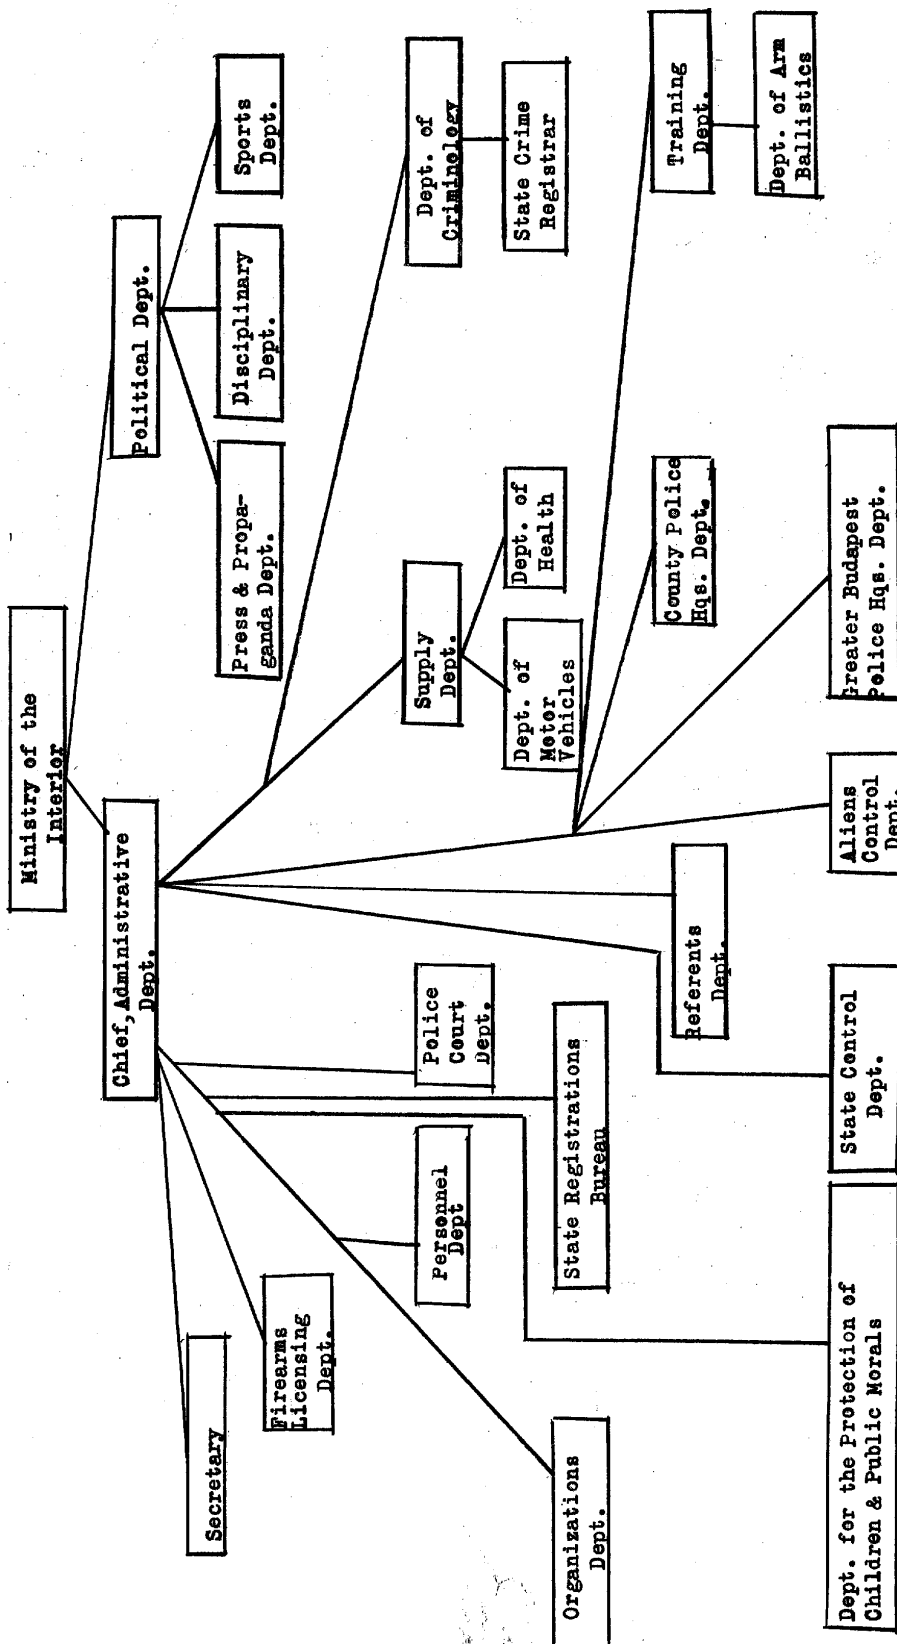 Ministry of the
Interior
Chief, Administrative
Dept.
Political Dept.
Secretary
Firearms
Licensing
Dept.
Press & Propa-
ganda Dept.
Disciplinary
Dept.
Sports
Dept.
Personnel
Dept
Police
Court
Dept.
Supply
Dept.
Dept. of
Criminology
Dept. of
Motor
Vehicles
Dept. of
Health
State Crime
Registrar
Organizations
Dept.
State Registrations
Bureau
Referents
Dept.
County Police
Hqs. Dept.
Training
Dept.
Dept. of Arm
Ballistics
Dept. for the Protection of
Children & Public Morals
State Control
Dept.
Aliens
Control
Dept.
Greater Budapest
Police Hqs. Dept.